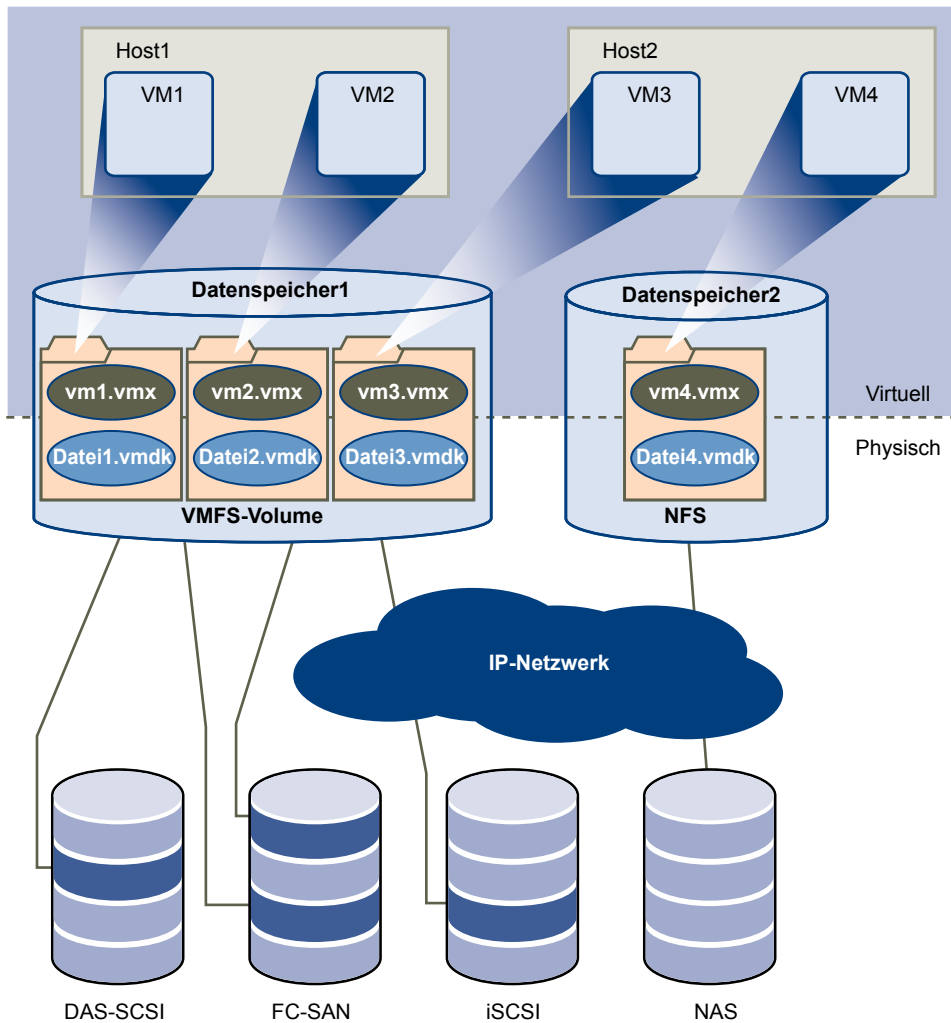 Host1
Host2
VM1
VM2
VM3
VM4
Datenspeicher1
Datenspeicher2
vm1.vmx
vm2.vmx
vm3.vmx
vm4.vmx
Virtuell
Physisch
Datei1.vmdk
Datei2.vmdk
Datei3.vmdk
Datei4.vmdk
VMFS-Volume
NFS
IP-Netzwerk
DAS-SCSI
FC-SAN
iSCSI
NAS